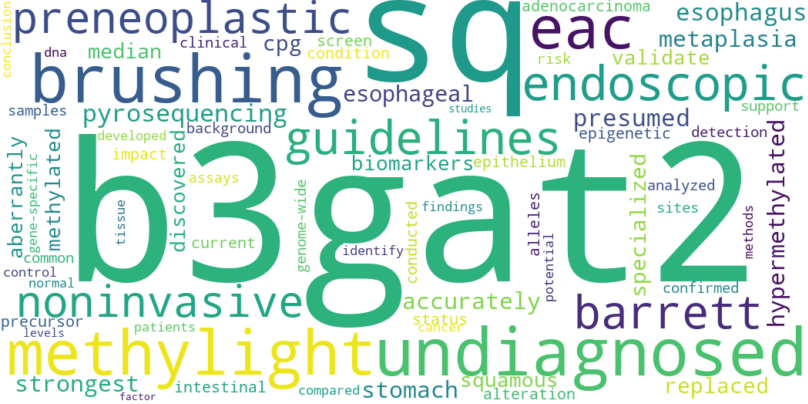 conclusion
preneoplastic
sq
eac
adenocarcinoma
esophagus
dna
median
clinical
cpg
screen
condition
risk
validate
metaplasia
brushing
esophageal
endoscopic
samples
pyrosequencing
studies
presumed
support
developed
background
guidelines
epigenetic
detection
impact
biomarkers
epithelium
aberrantly
gene-specific
methylated
discovered
assays
b3gat2
genome-wide
alleles
specialized
analyzed
hypermethylated
tissue
findings
sites
common
current
identify
conducted
potential
methods
control
normal
confirmed
noninvasive
accurately
barrett
precursor
levels
patients
status
cancer
methylight
undiagnosed
strongest
factor
intestinal
compared
stomach
squamous
alteration
replaced